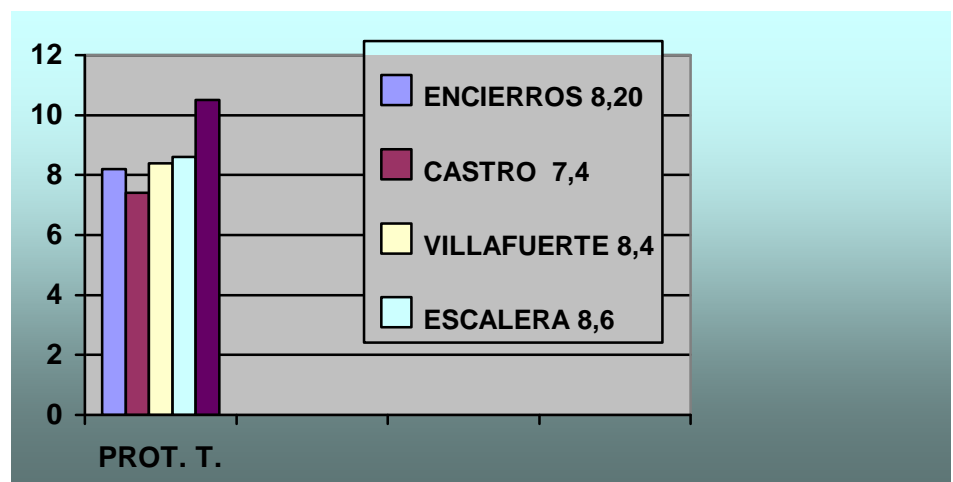 12
10
8
6
4
2
0
PROT. T.
ENCIERROS 8,20
CASTRO 7,4
VILLAFUERTE 8,4
ESCALERA 8,6